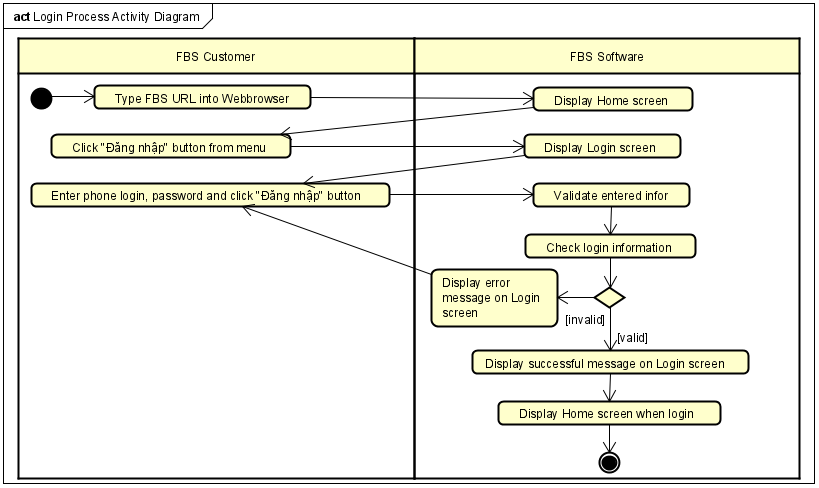 act Login Process Activity Diagram
FBS Customer
FBS Software
Type FBS URL into Webbrowser
Display Home screen
Click "Đăng nhập" button from menu
Display Login screen
Enter phone login, password and click "Đăng nhập" button
Validate entered infor
Check login information
Display error
message on Login
screen
[invalid]
[valid]
Display successful message on Login screen
Display Home screen when login